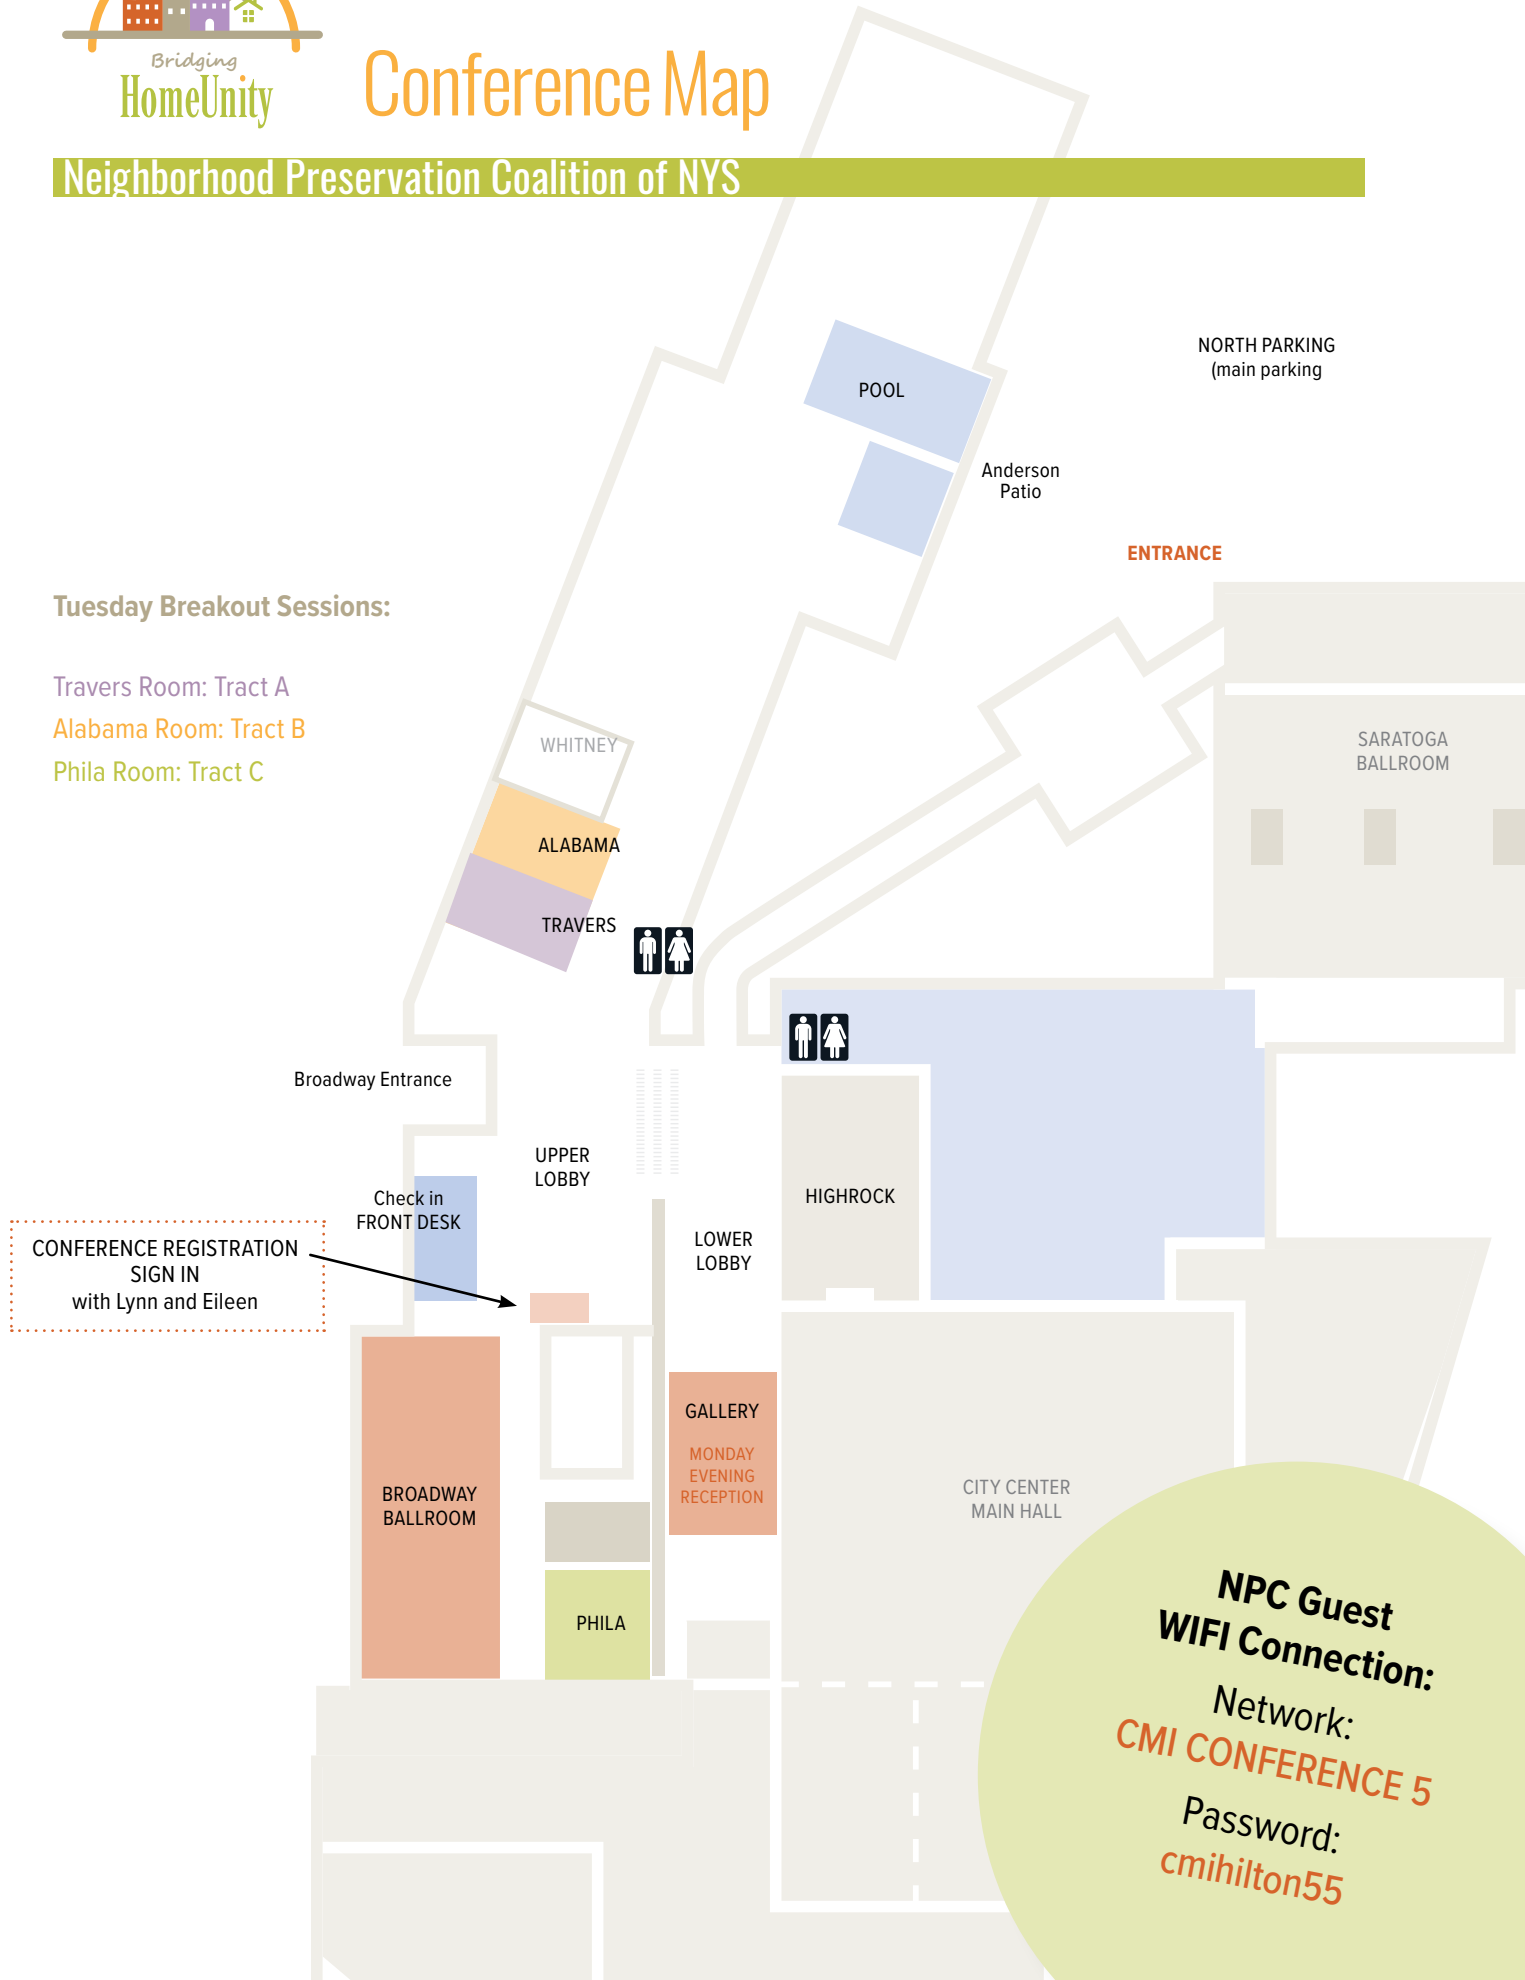 Bridging
HomeUnity
Conference Map
Neighborhood Preservation Coalition of NYS
NORTH PARKING
(main parking
POOL
Anderson
Patio
ENTRANCE
Tuesday Breakout Sessions:
Travers Room: Tract A
Alabama Room: Tract B
Phila Room: Tract C
WHITNEY
SARATOGA
BALLROOM
ALABAMA
TRAVERS
Broadway Entrance
UPPER
LOBBY
Check in
FRONT DESK
HIGHROCK
LOWER
LOBBY
CONFERENCE REGISTRATION
SIGN IN
with Lynn and Eileen
GALLERY
MONDAY
EVENING
RECEPTION
BROADWAY
BALLROOM
CITY CENTER
MAIN HALL
PHILA
NPC Guest
WIFI Connection:
Network:
CMI CONFERENCE 5
Password:
cmihilton55